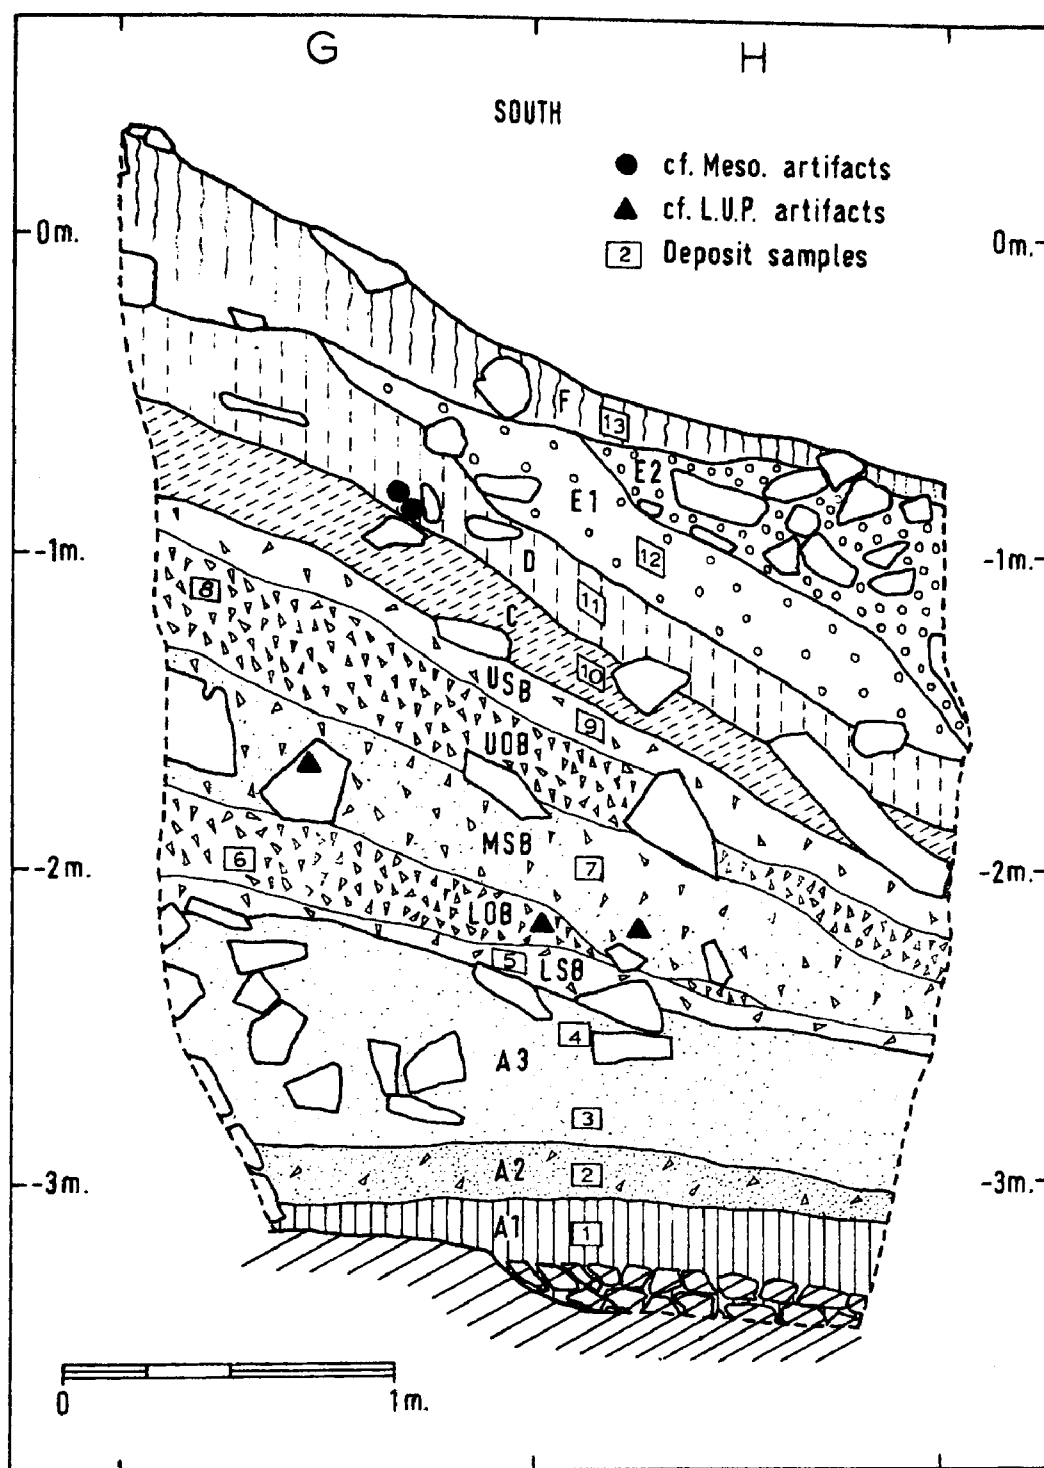 G H
SOUTH
cf. Meso. artifacts
cf. L.U.P. artifacts
2 Deposit samples
0m. 0m.
F
13
E2
E1
12
-1m. -1m.
D
8
11
C
10
USB
9
UOB
MSB
6
7
-2m. -2m.
LOB
5
LSB
4
A3
3
A2
2
-3m. -3m.
A1
1
0 1m.